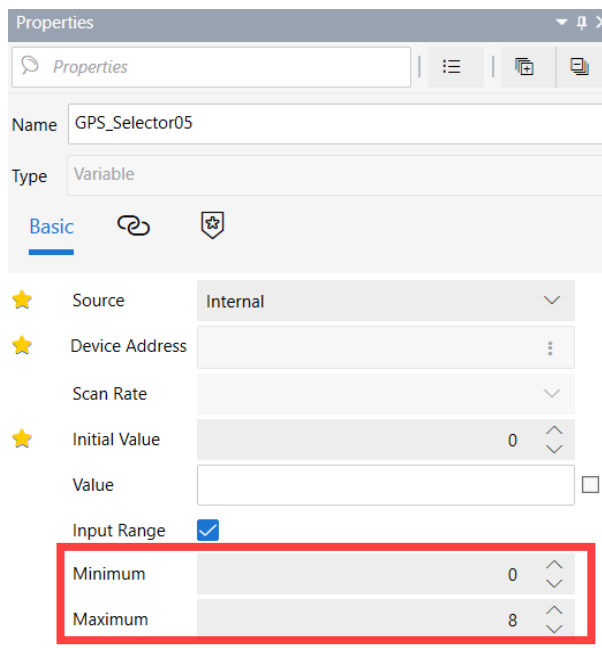 Properties
Properties
Name GPS_Selector05
Type Variable
Basic
Source Internal
Device Address
Scan Rate
Initial Value 0
Value
Input Range
Minimum 0
Maximum 8